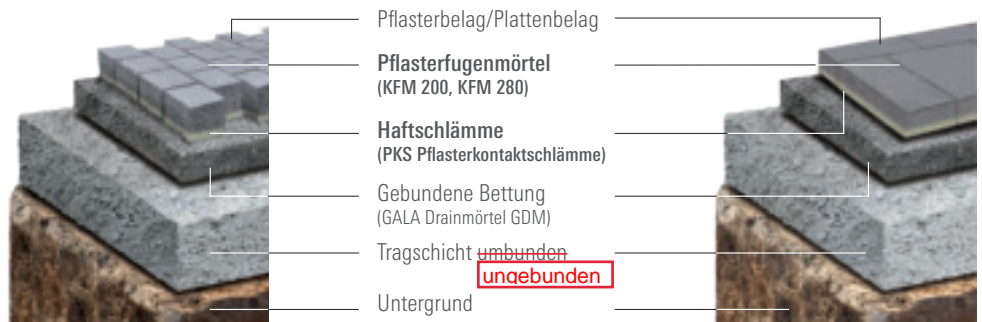 Pflasterbelag/Plattenbelag
Pflasterfugenmörtel
(KFM 200, KFM 280)
Haftschlämme
(PKS Pflasterkontaktschlämme)
Gebundene Bettung
(GALA Drainmörtel GDM)
Tragschicht umbunden
ungebunden
Untergrund